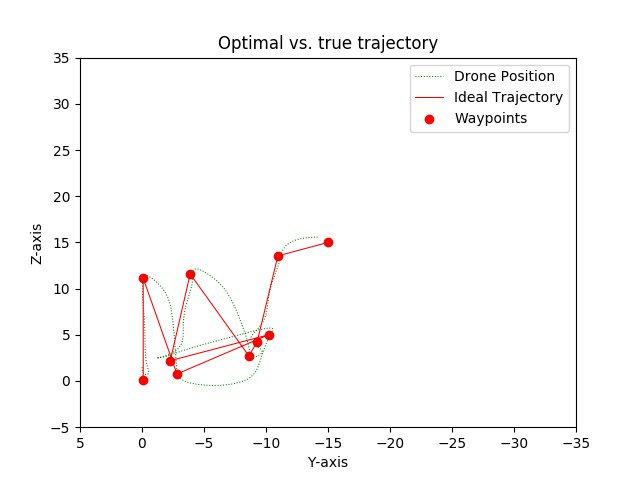 Optimal vs. true trajectory
Drone Position
Ideal Trajectory
Waypoints
35
30
25
20
15
10
5
0
−5
Z-axis
5 0 −5 −10 −15 −20 −25 −30 −35
Y-axis